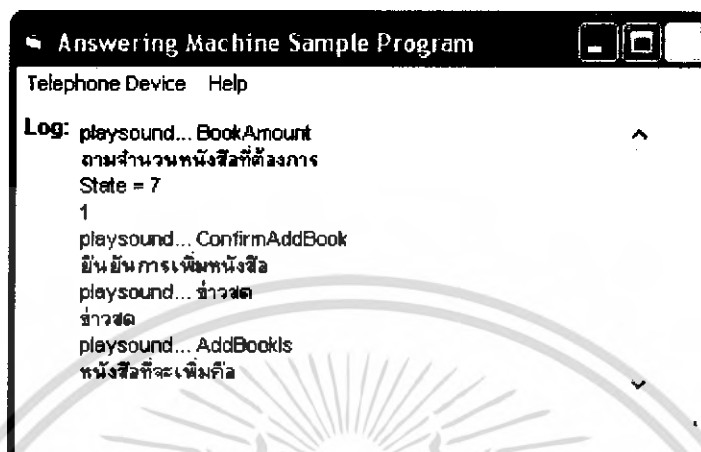 Answering Machine Sample Program
Telephone Device Help
Log: playsound... BookAmount
ถามจำนวนหนังสือที่ต้องการ
State = 7
1
playsound... ConfirmAddBook
ยืนยันการเพิ่มหนังสือ
playsound... ข่าวสด
ข่าวสด
playsound... AddBookIs
หนังสือที่จะเพิ่มคือ